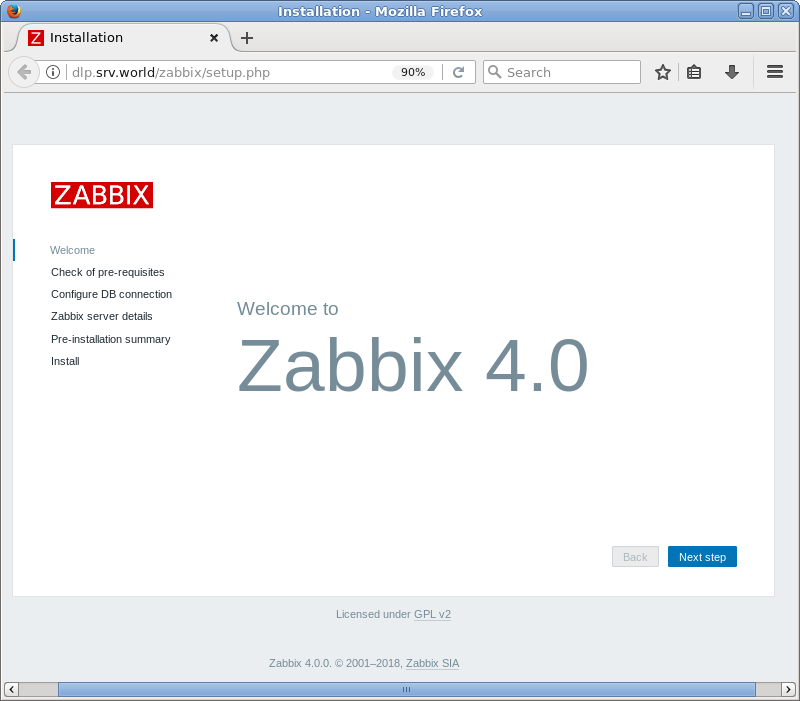 Installation - Mozilla Firefox
Z Installation
dlp.srv.world/zabbix/setup.php 90% Search
ZABBIX
Welcome
Check of pre-requisites
Configure DB connection
Zabbix server details
Pre-installation summary
Install
Welcome to
Zabbix 4.0
Back Next step
Licensed under GPL v2
Zabbix 4.0.0. © 2001–2018, Zabbix SIA